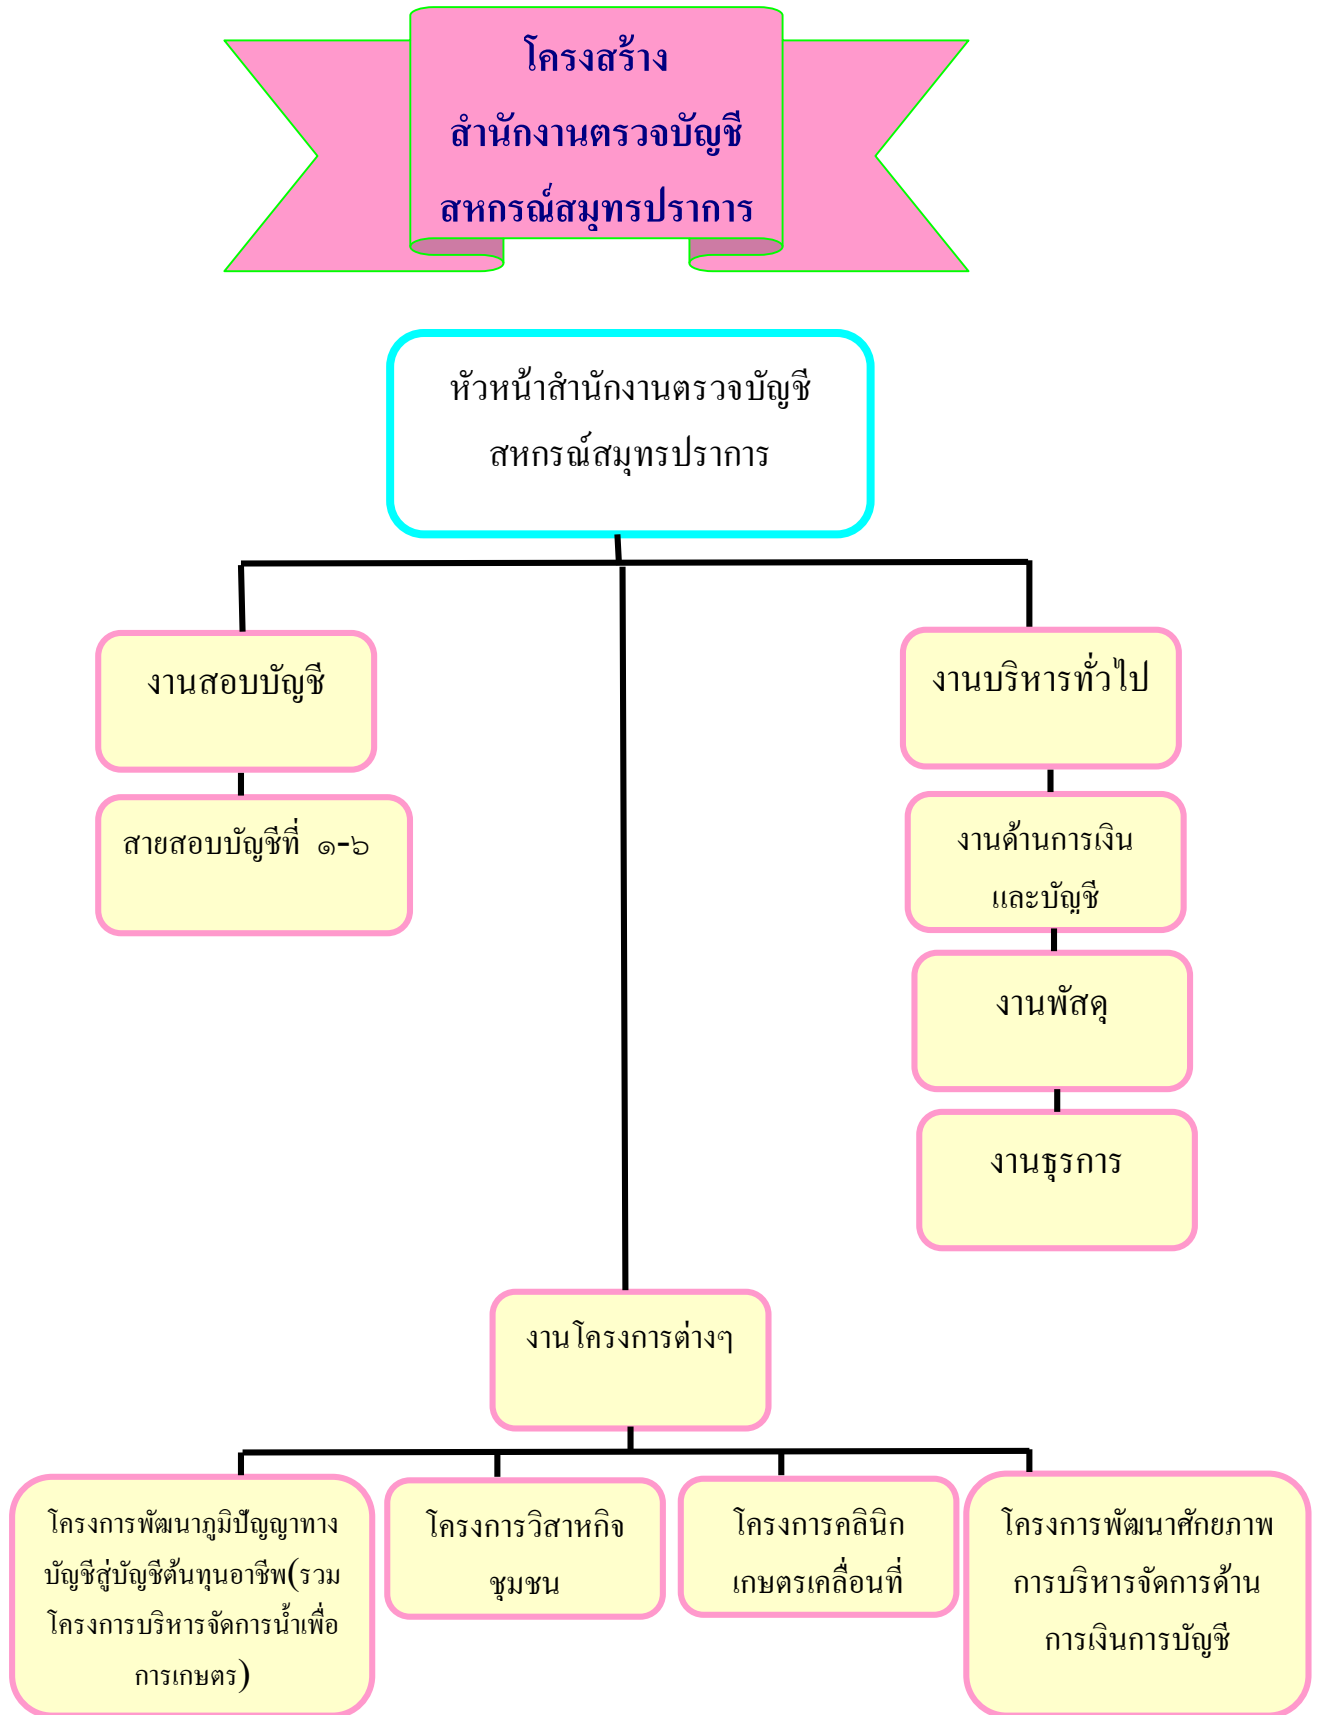 โครงสร้าง
สำนักงานตรวจบัญชี
สหกรณ์สมุทรปราการ
หัวหน้าสำนักงานตรวจบัญชี
สหกรณ์สมุทรปราการ
งานสอบบัญชี
สายสอบบัญชีที่ ๑-๖
งานบริหารทั่วไป
งานด้านการเงิน
และบัญชี
งานพัสดุ
งานธุรการ
งานโครงการต่างๆ
โครงการพัฒนาภูมิปัญญาทาง
บัญชีสู่บัญชีต้นทุนอาชีพ(รวม
โครงการบริหารจัดการน้ำเพื่อ
การเกษตร)
โครงการวิสาหกิจ
ชุมชน
โครงการคลินิก
เกษตรเคลื่อนที่
โครงการพัฒนาศักยภาพ
การบริหารจัดการด้าน
การเงินการบัญชี